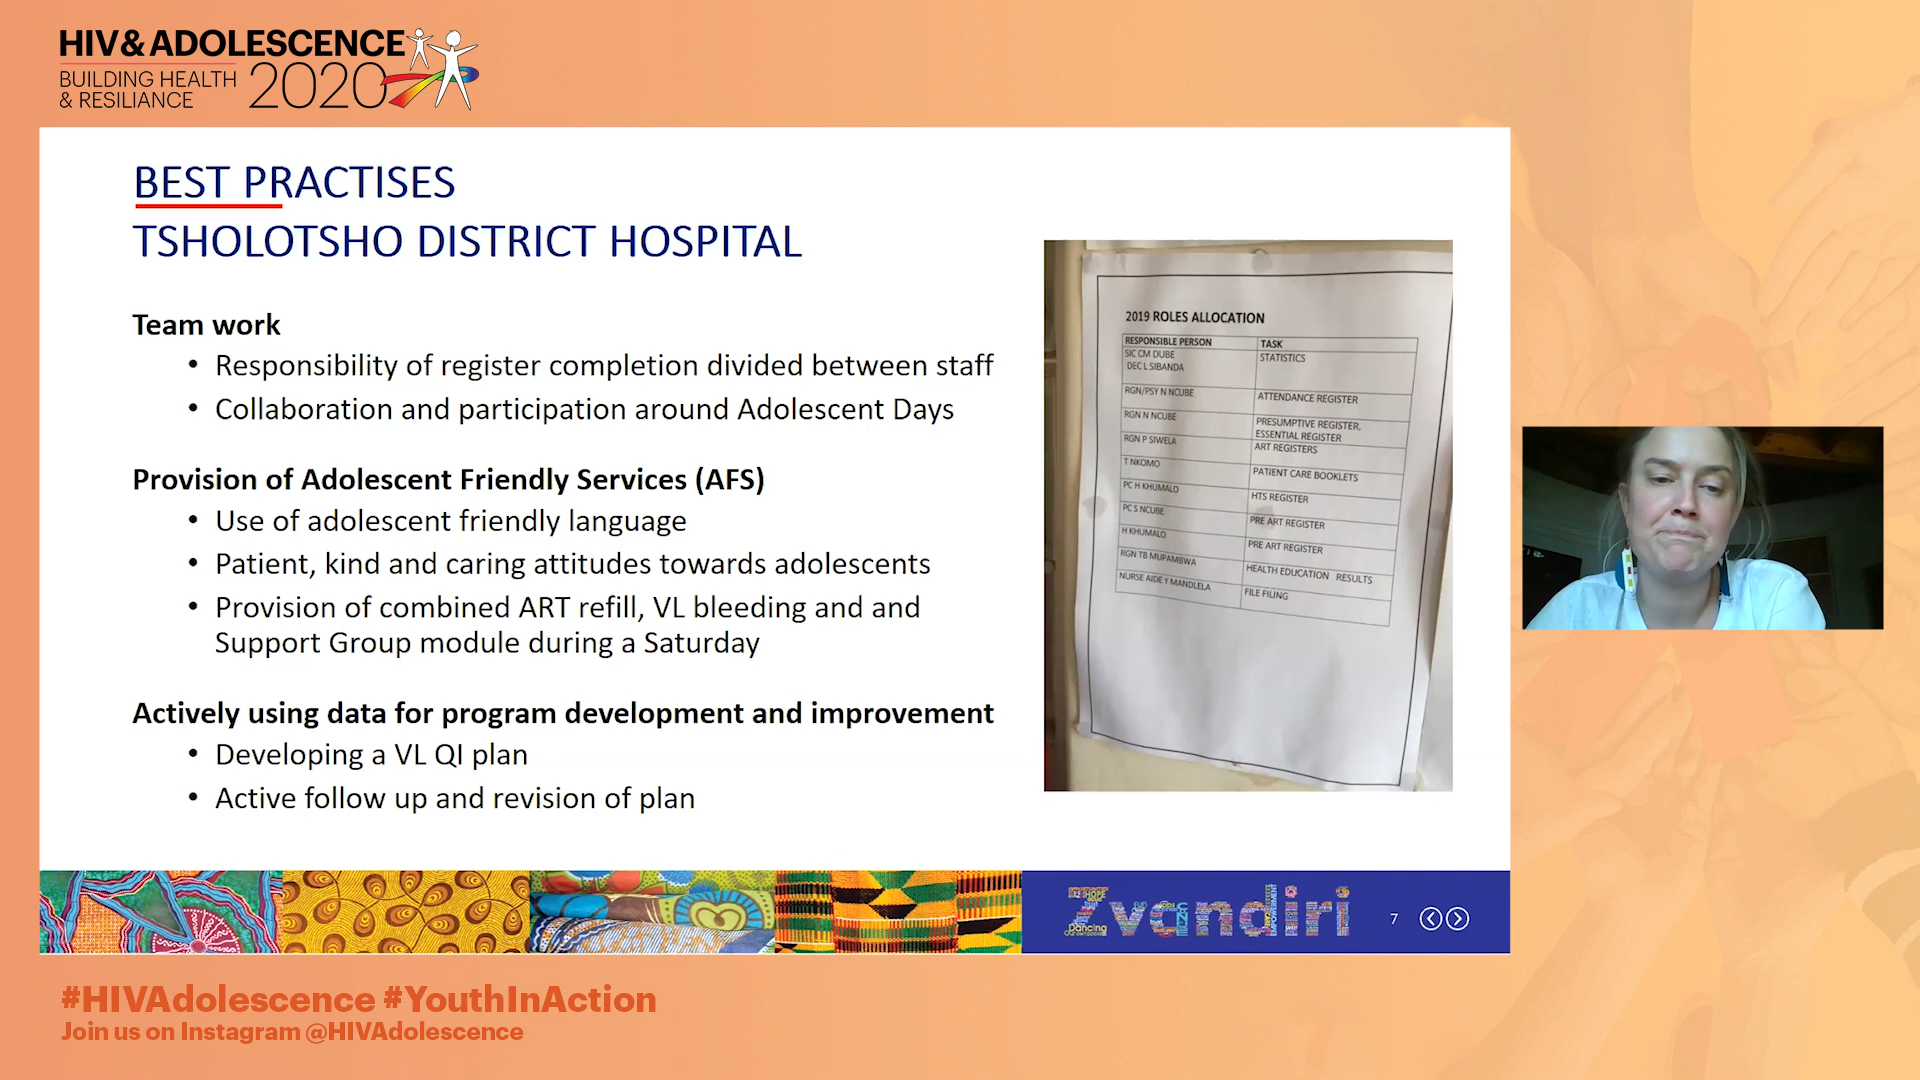 HIV & ADOLESCENCE
BUILDING HEALTH
& RESILIANCE
2020
BEST PRACTISES
TSHOLOTSHO DISTRICT HOSPITAL
Team work
• Responsibility of register completion divided between staff
• Collaboration and participation around Adolescent Days
Provision of Adolescent Friendly Services (AFS)
• Use of adolescent friendly language
• Patient, kind and caring attitudes towards adolescents
• Provision of combined ART refill, VL bleeding and and
Support Group module during a Saturday
Actively using data for program development and improvement
• Developing a VL QI plan
• Active follow up and revision of plan
2019 ROLES ALLOCATION
RESPONSIBLE PERSON TASK
SIC CM DUBE STATISTICS
DEC L SIBANDA
RGN/PSY N NCUBE ATTENDANCE REGISTER
RGN N NCUBE PRESUMPTIVE REGISTER,
ESSENTIAL REGISTER
RGN P SIWELA ART REGISTERS
T NKOMO PATIENT CARE BOOKLETS
PC H KHUMALO HTS REGISTER
PC S NCUBE PRE ART REGISTER
H KHUMALO PRE ART REGISTER
RGN TB MUPAMBWA HEALTH EDUCATION RESULTS
NURSE AIDE Y MANDLELA FILE FILING
Zvandiri
HOPE
Dancing
7
#HIVAdolescence #YouthInAction
Join us on Instagram @HIVAdolescence